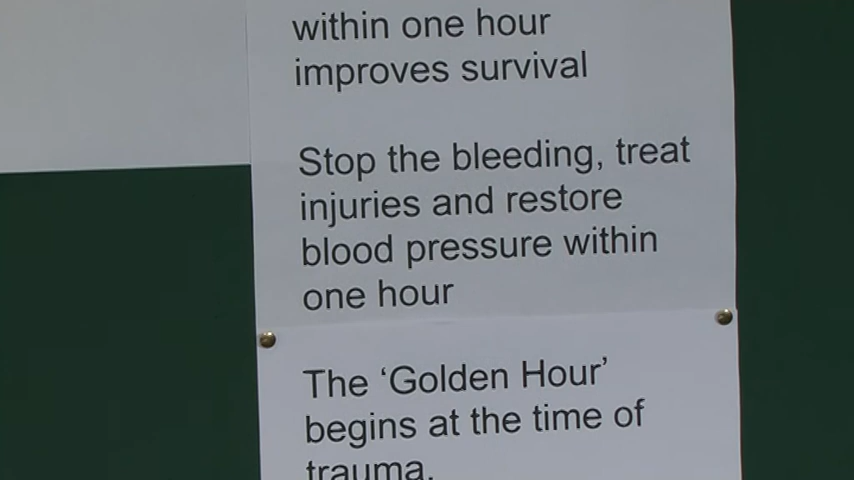 within one hour
improves survival
Stop the bleeding, treat
injuries and restore
blood pressure within
one hour
The ‘Golden Hour’
begins at the time of
trauma.